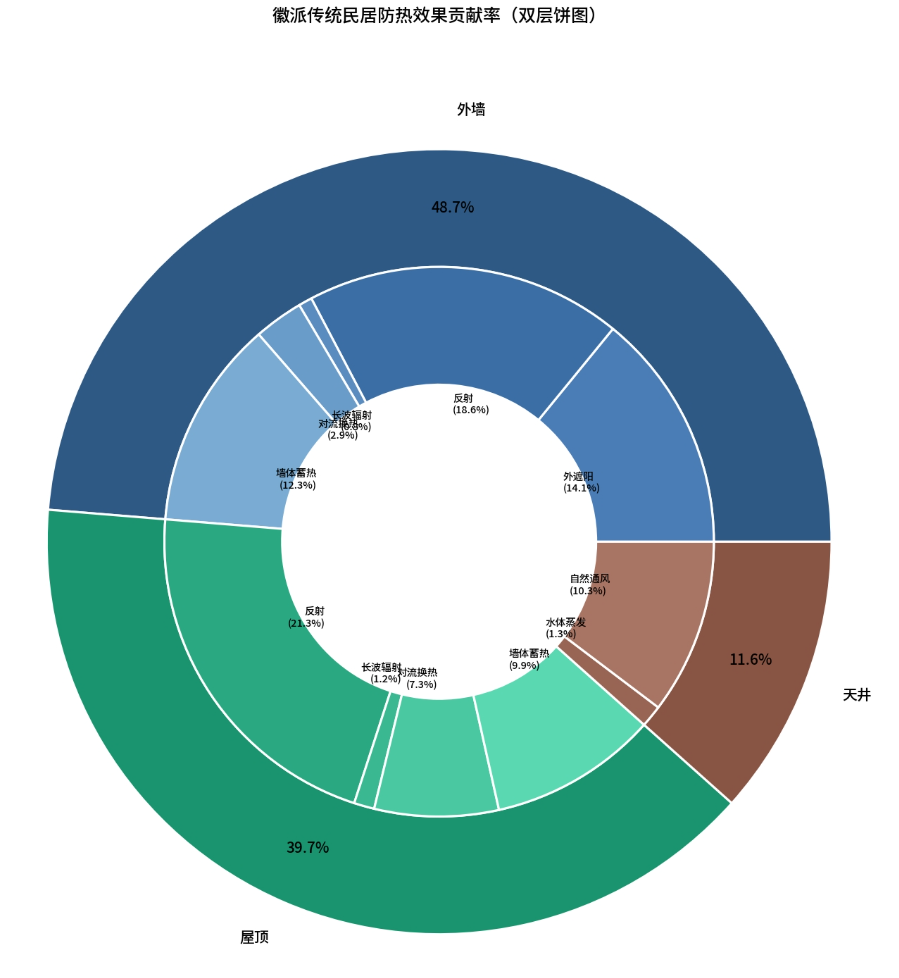 徽派传统民居防热效果贡献率（双层饼图）
外墙
48.7%
反射
(18.6%)
长波辐射
(0.8%)
对流换热
(2.9%)
墙体蓄热
(12.3%)
外遮阳
(14.1%)
自然通风
(10.3%)
反射
(21.3%)
水体蒸发
(1.3%)
墙体蓄热
(9.9%)
长波辐射
(1.2%)
对流换热
(7.3%)
11.6%
天井
39.7%
屋顶